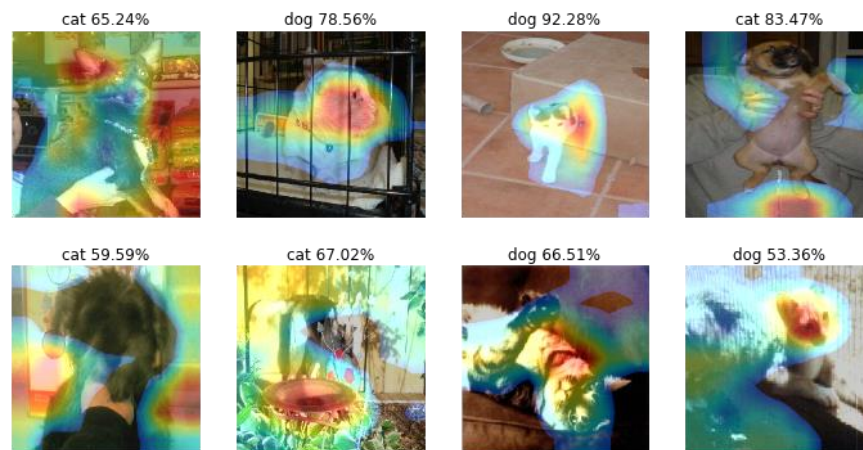 cat 65.24%
dog 78.56%
dog 92.28%
cat 83.47%
cat 59.59%
cat 67.02%
dog 66.51%
dog 53.36%